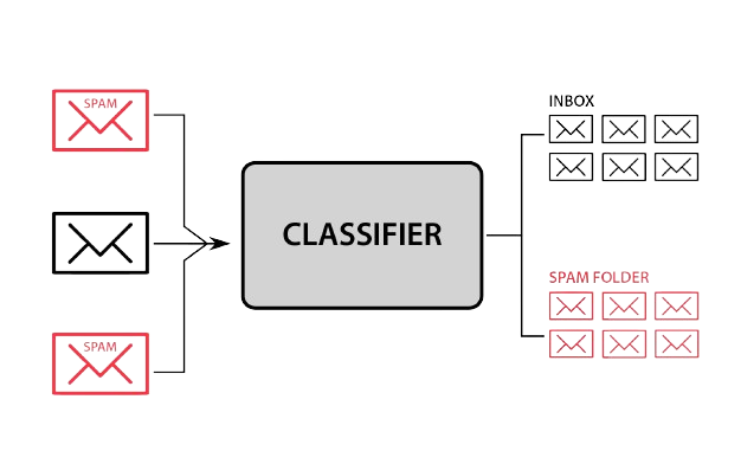 SPAM
SPAM
CLASSIFIER
INBOX
SPAM FOLDER